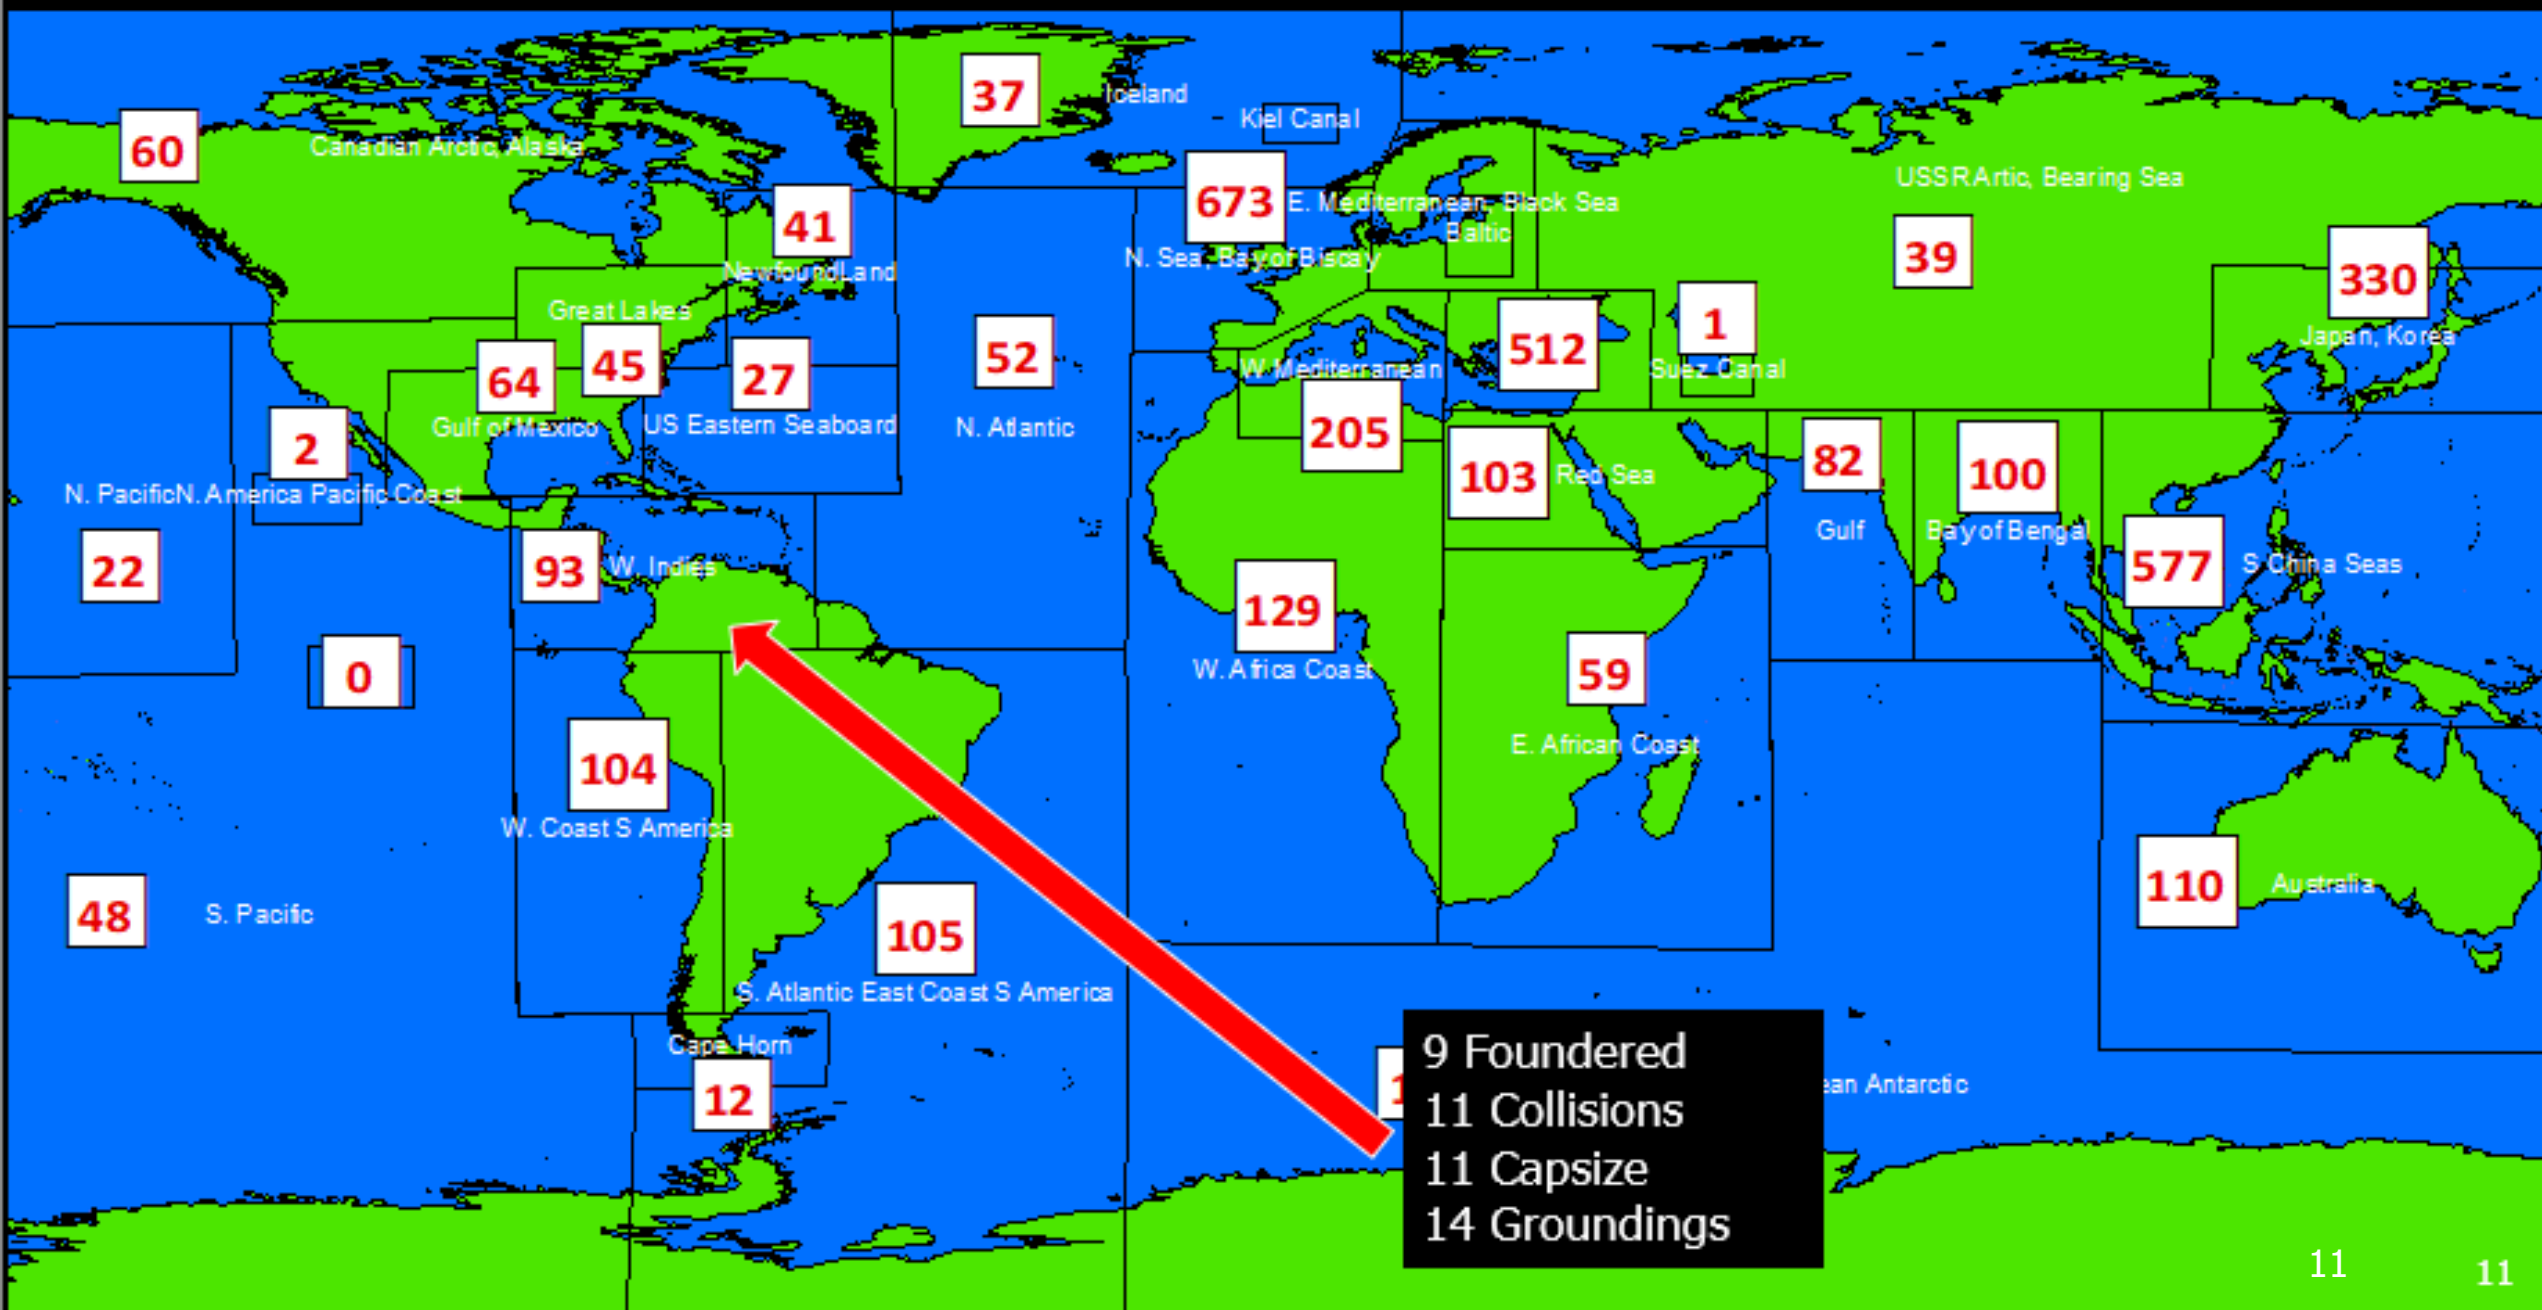 37
Iceland
Kiel Canal
60
Canadian Arctic, Alaska
673
E. Mediterranean, Black Sea
USSR Artic, Bearing Sea
41
Baltic
39
N. Sea, Bay of Biscay
NewfoundLand
330
Great Lakes
1
Japan, Korea
64
45
27
52
512
W. Mediterranean
Suez Canal
Gulf of Mexico
US Eastern Seaboard
N. Atlantic
205
2
103
Red Sea
82
100
N. Pacific
N. America Pacific Coast
Gulf
Bay of Bengal
22
93
W. Indies
577
S China Seas
129
0
W. Africa Coast
59
E. African Coast
104
W. Coast S America
110
Australia
48
S. Pacific
105
S. Atlantic East Coast S America
Cape Horn
12
9 Foundered
11 Collisions
11 Capsize
14 Groundings
Antarctic
11
11